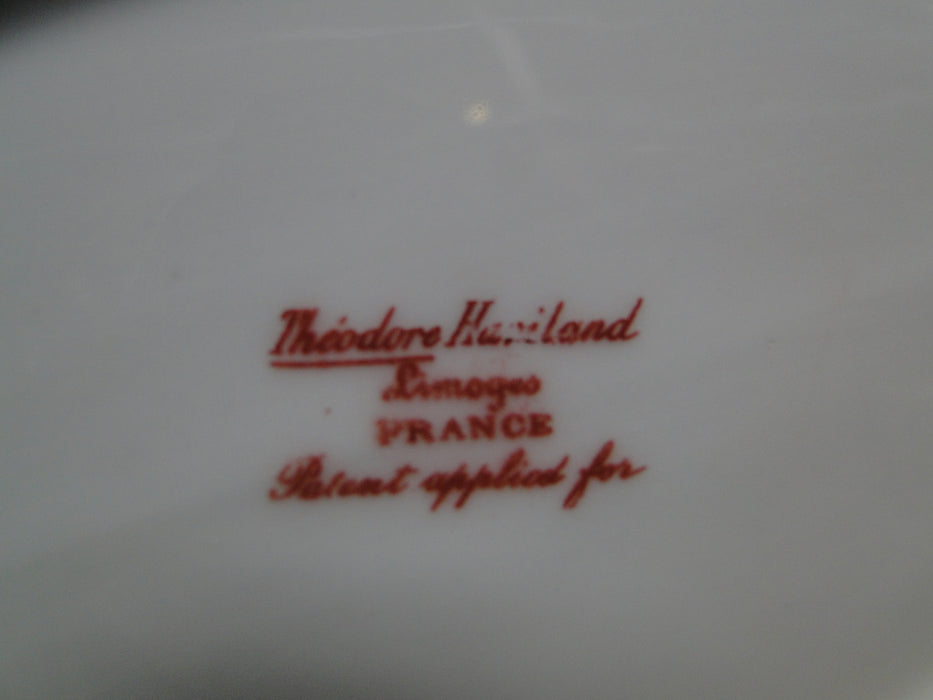 Théodore Haviland
Limoges
FRANCE
Patent applied for